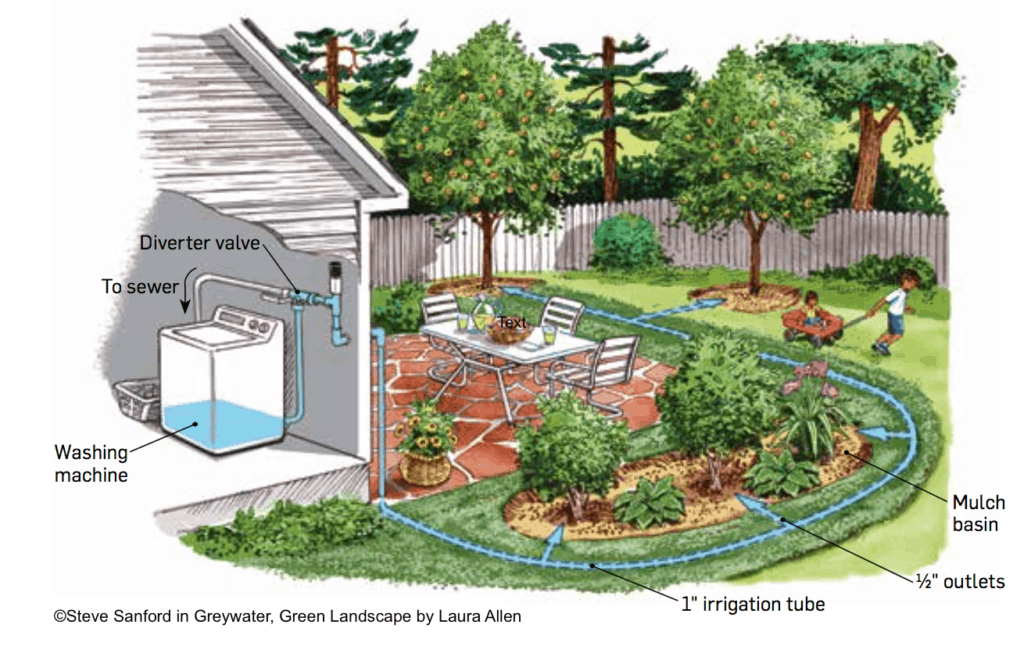 Diverter valve
To sewer
Text
Washing
machine
Mulch
basin
½" outlets
1" irrigation tube
©Steve Sanford in Greywater, Green Landscape by Laura Allen